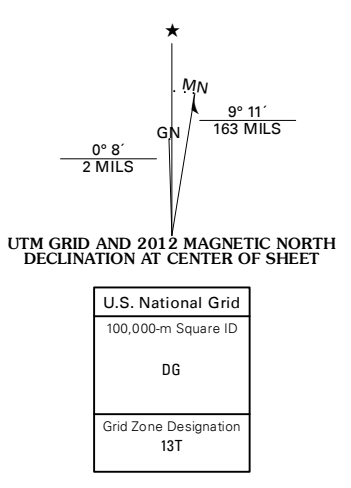 ★
MN
9° 11´
163 MILS
GN
0° 8´
2 MILS
UTM GRID AND 2012 MAGNETIC NORTH
DECLINATION AT CENTER OF SHEET
U.S. National Grid
100,000-m Square ID
DG
Grid Zone Designation
13T